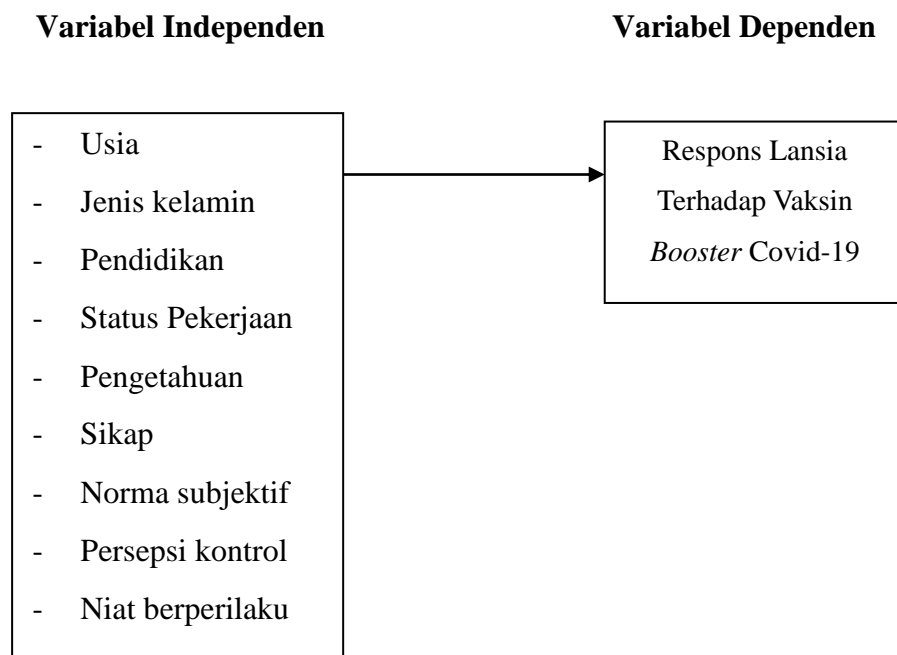 Variabel Independen
Variabel Dependen
- Usia
- Jenis kelamin
- Pendidikan
- Status Pekerjaan
- Pengetahuan
- Sikap
- Norma subjektif
- Persepsi kontrol
- Niat berperilaku
Respons Lansia
Terhadap Vaksin
Booster Covid-19